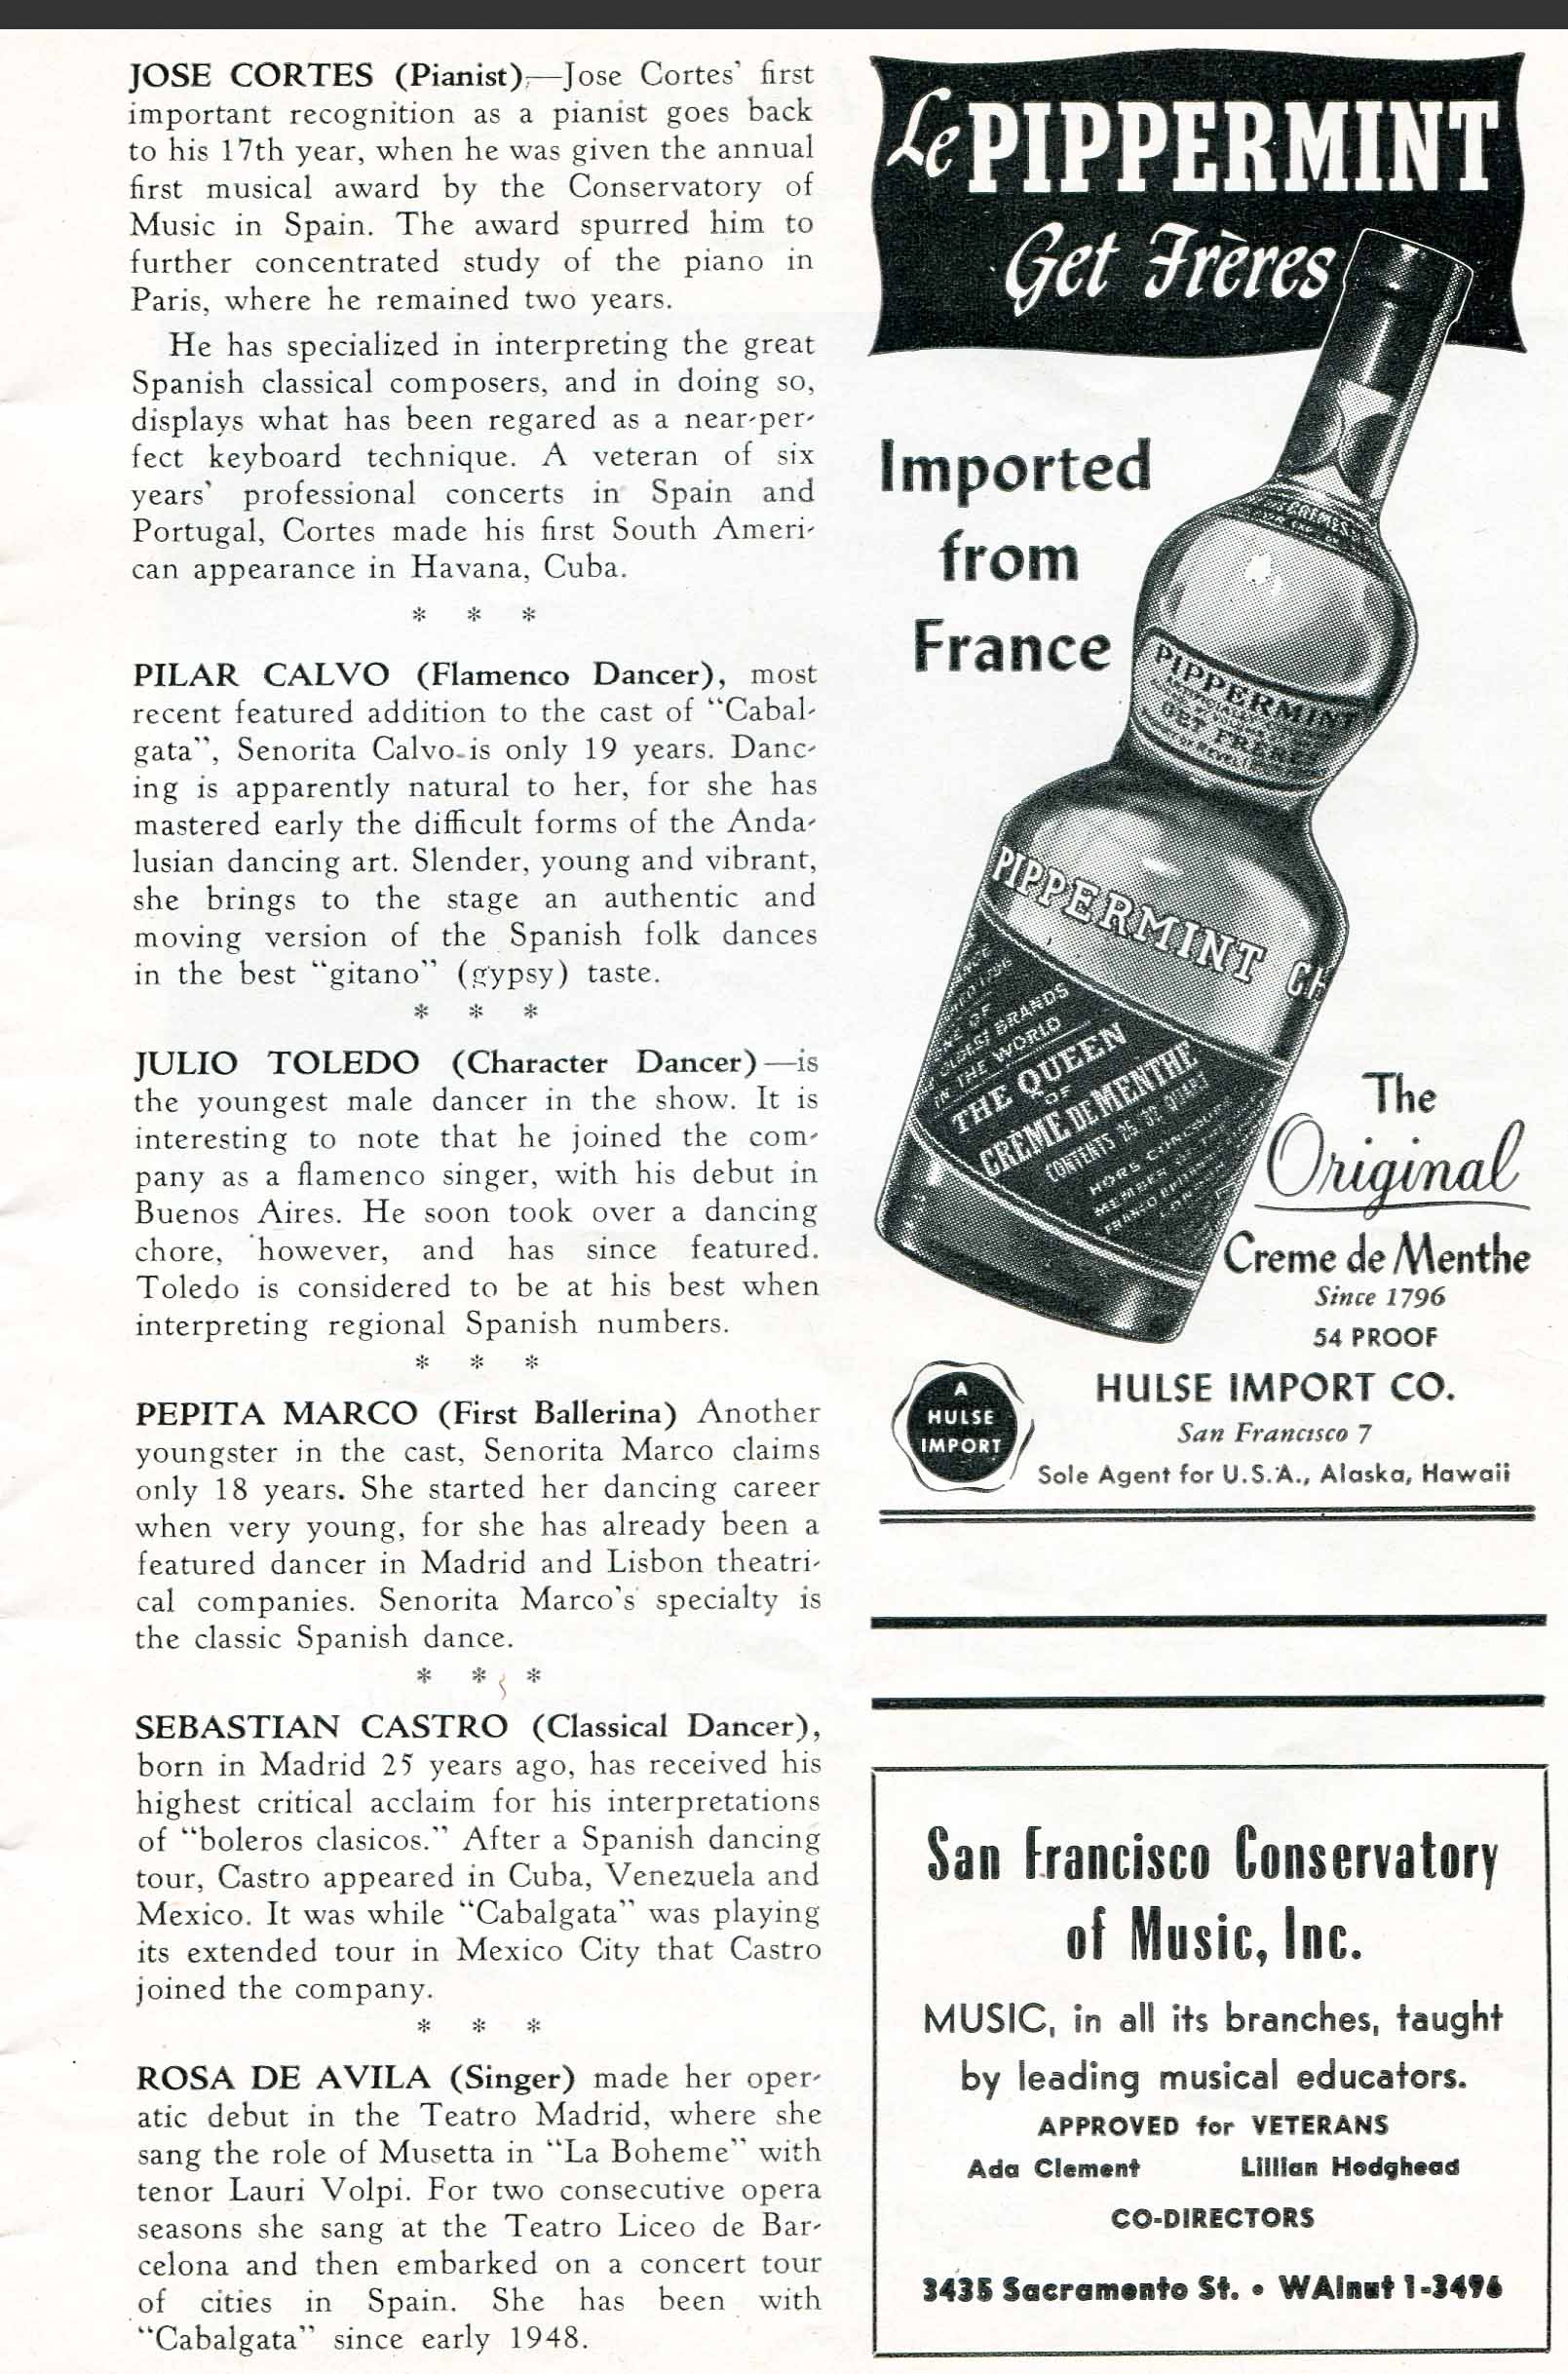 JOSE CORTES (Pianist),—Jose Cortes' first
important recognition as a pianist goes back
to his 17th year, when he was given the annual
first musical award by the Conservatory of
Music in Spain. The award spurred him to
further concentrated study of the piano in
Paris, where he remained two years.
He has specialized in interpreting the great
Spanish classical composers, and in doing so,
displays what has been regared as a near-per-
fect keyboard technique. A veteran of six
years' professional concerts in Spain and
Portugal, Cortes made his first South Ameri-
can appearance in Havana, Cuba.
* * *
PILAR CALVO (Flamenco Dancer), most
recent featured addition to the cast of "Cabal-
gata", Senorita Calvo is only 19 years. Danc-
ing is apparently natural to her, for she has
mastered early the difficult forms of the Anda-
lusian dancing art. Slender, young and vibrant,
she brings to the stage an authentic and
moving version of the Spanish folk dances
in the best "gitano" (gypsy) taste.
* * *
JULIO TOLEDO (Character Dancer)—is
the youngest male dancer in the show. It is
interesting to note that he joined the com-
pany as a flamenco singer, with his debut in
Buenos Aires. He soon took over a dancing
chore, however, and has since featured.
Toledo is considered to be at his best when
interpreting regional Spanish numbers.
* * *
PEPITA MARCO (First Ballerina) Another
youngster in the cast, Senorita Marco claims
only 18 years. She started her dancing career
when very young, for she has already been a
featured dancer in Madrid and Lisbon theatri-
cal companies. Senorita Marco's specialty is
the classic Spanish dance.
* * *
SEBASTIAN CASTRO (Classical Dancer),
born in Madrid 25 years ago, has received his
highest critical acclaim for his interpretations
of "boleros clasicos." After a Spanish dancing
tour, Castro appeared in Cuba, Venezuela and
Mexico. It was while "Cabalgata" was playing
its extended tour in Mexico City that Castro
joined the company.
* * *
ROSA DE AVILA (Singer) made her oper-
atic debut in the Teatro Madrid, where she
sang the role of Musetta in "La Boheme" with
tenor Lauri Volpi. For two consecutive opera
seasons she sang at the Teatro Liceo de Bar-
celona and then embarked on a concert tour
of cities in Spain. She has been with
"Cabalgata" since early 1948.
Le PIPPERMINT
Get Frères
Imported
from
France
PIPPERMINT
GET FRERES
PIPPERMINT
OF
BRANDS
IN THE WORLD
THE QUEEN
OF
CREME DE MENTHE
CONTENTS
HORS CONCOURS
MEMBER OF THE
The
Original
Creme de Menthe
Since 1796
54 PROOF
A
HULSE
IMPORT
HULSE IMPORT CO.
San Francisco 7
Sole Agent for U.S.A., Alaska, Hawaii
San Francisco Conservatory
of Music, Inc.
MUSIC, in all its branches, taught
by leading musical educators.
APPROVED for VETERANS
Ada Clement Lillian Hodghead
CO-DIRECTORS
3435 Sacramento St. • WAlnut 1-3496